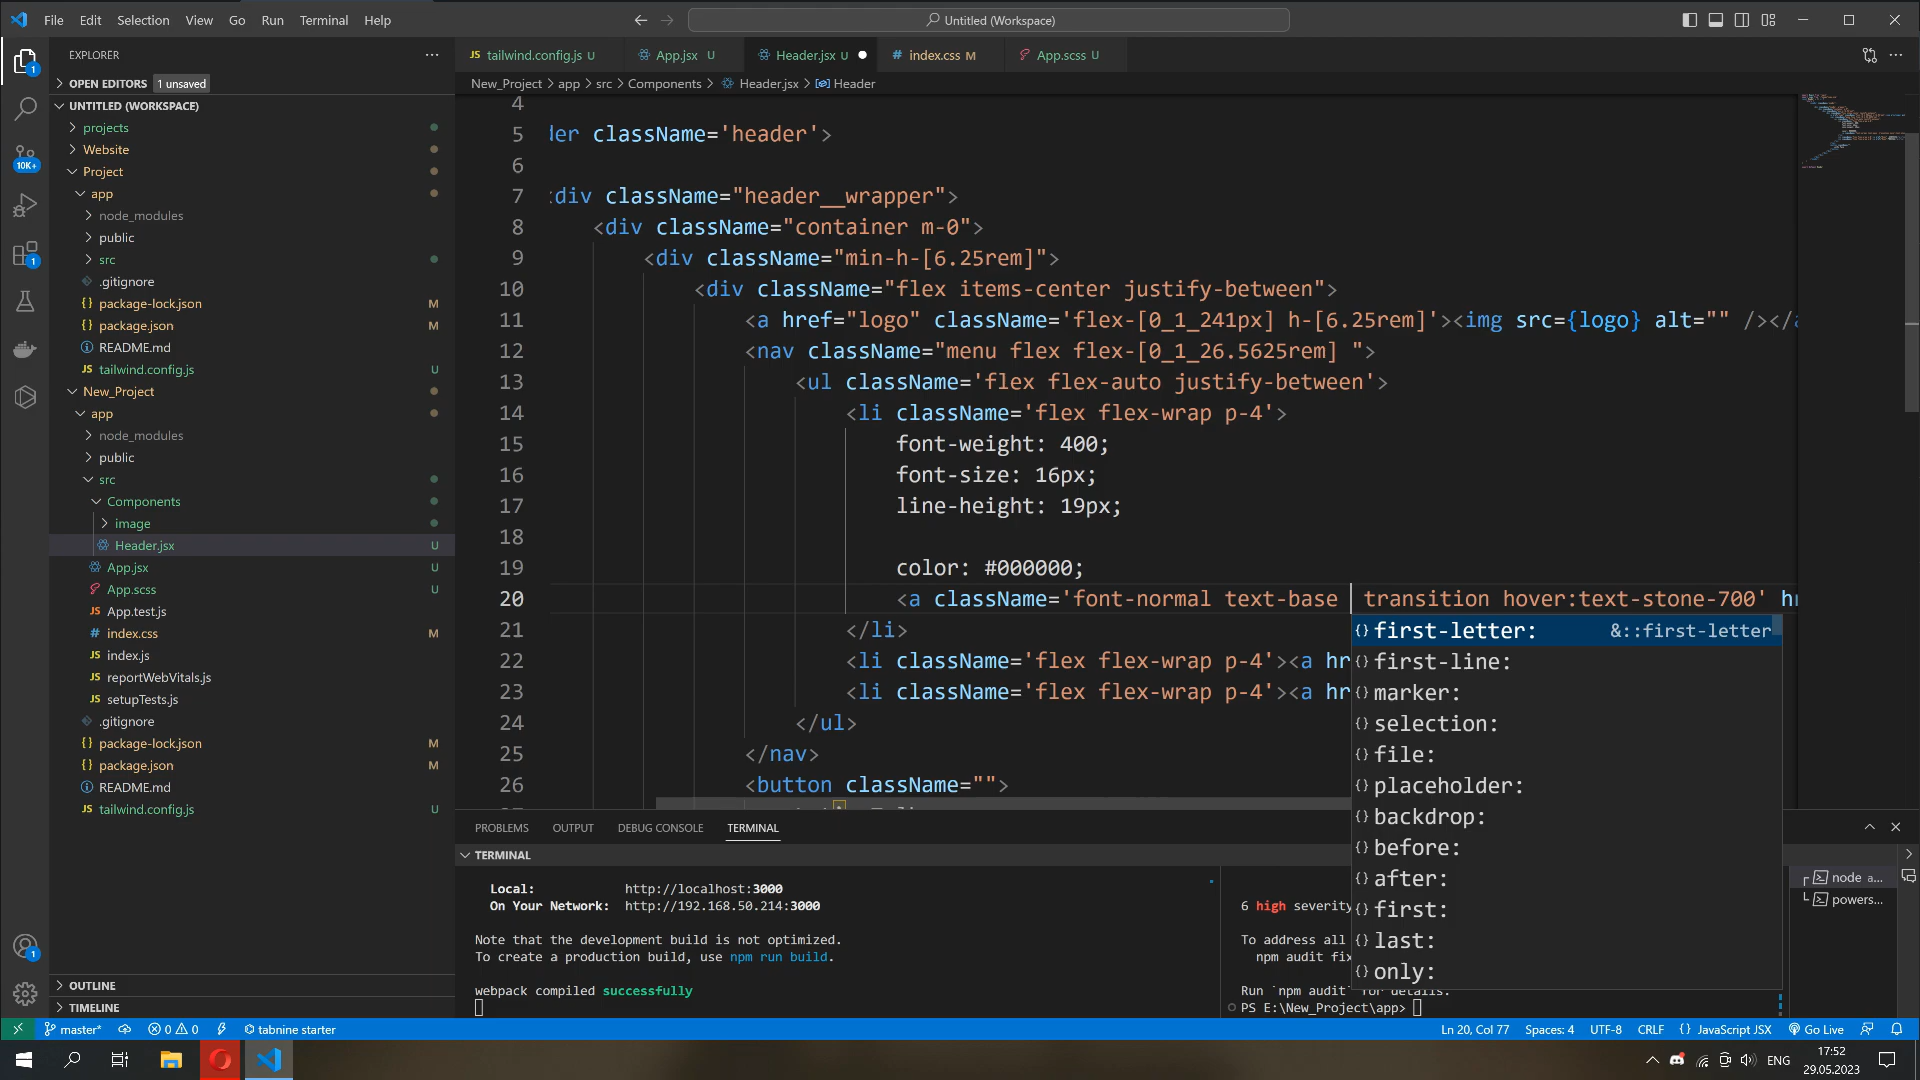 File Edit Selection View Go Run Terminal Help
Untitled (Workspace)
EXPLORER
OPEN EDITORS 1 unsaved
UNTITLED (WORKSPACE)
projects
Website
Project
app
node_modules
public
src
.gitignore
package-lock.json M
package.json M
README.md
tailwind.config.js U
New_Project
app
node_modules
public
src
Components
image
Header.jsx U
App.jsx U
App.scss U
App.test.js
index.css M
index.js
reportWebVitals.js
setupTests.js
.gitignore
package-lock.json M
package.json M
README.md
tailwind.config.js U
OUTLINE
TIMELINE
1
10K+
1
1
tailwind.config.js U App.jsx U Header.jsx U index.css M App.scss U
New_Project > app > src > Components > Header.jsx > Header
4
5 der className='header'>
6
7 div className="header__wrapper">
8 <div className="container m-0">
9 <div className="min-h-[6.25rem]">
10 <div className="flex items-center justify-between">
11 <a href="logo" className='flex-[0_1_241px] h-[6.25rem]'><img src={logo} alt="" /></a
12 <nav className="menu flex flex-[0_1_26.5625rem] ">
13 <ul className='flex flex-auto justify-between'>
14 <li className='flex flex-wrap p-4'>
15 font-weight: 400;
16 font-size: 16px;
17 line-height: 19px;
18
19 color: #000000;
20 <a className='font-normal text-base transition hover:text-stone-700' hr
21 </li>
22 <li className='flex flex-wrap p-4'><a hr
23 <li className='flex flex-wrap p-4'><a hr
24 </ul>
25 </nav>
26 <button className="">
first-letter: &::first-letter
first-line:
marker:
selection:
file:
placeholder:
backdrop:
before:
after:
first:
last:
only:
PROBLEMS OUTPUT DEBUG CONSOLE TERMINAL
TERMINAL
Local: http://localhost:3000
On Your Network: http://192.168.50.214:3000
Note that the development build is not optimized.
To create a production build, use npm run build.
webpack compiled successfully
6 high severity
To address all
npm audit fix
Run `npm audit` for details.
PS E:\New_Project\app>
node a...
powers...
master* 0 0 tabnine starter
Ln 20, Col 77 Spaces: 4 UTF-8 CRLF {} JavaScript JSX Go Live
ENG
17:52
29.05.2023